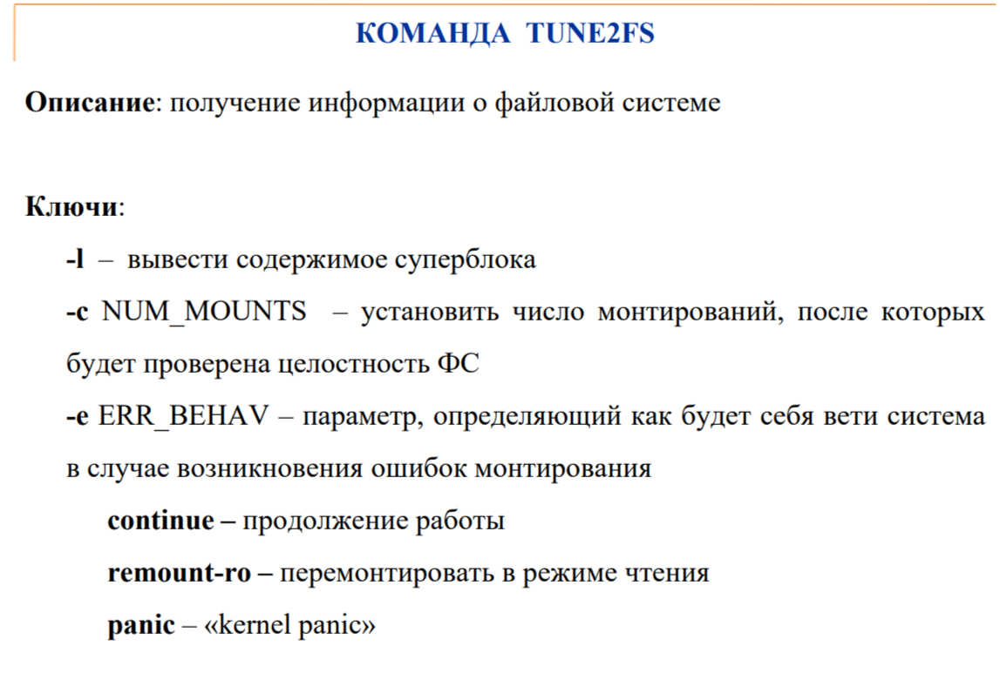 КОМАНДА TUNE2FS
Описание: получение информации о файловой системе
Ключи:
-l – вывести содержимое суперблока
-c NUM_MOUNTS – установить число монтирований, после которых
будет проверена целостность ФС
-e ERR_BEHAV – параметр, определяющий как будет себя вети система
в случае возникновения ошибок монтирования
continue – продолжение работы
remount-ro – перемонтировать в режиме чтения
panic – «kernel panic»